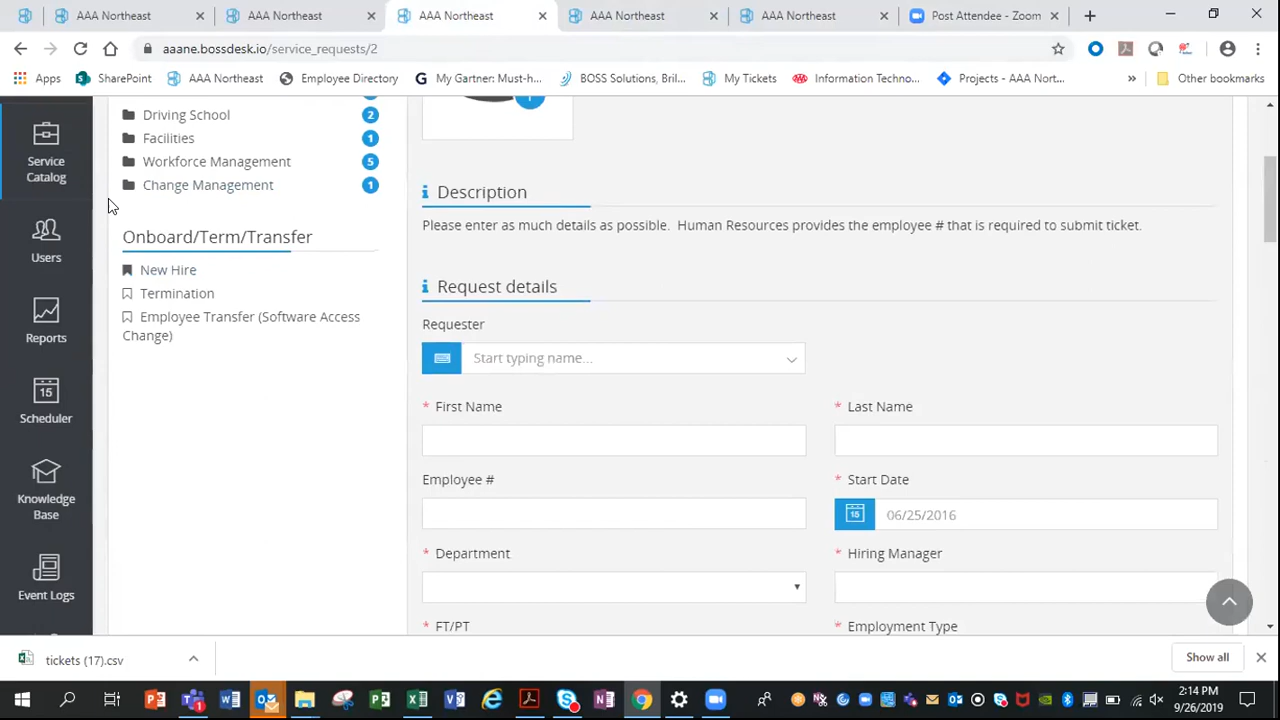 AAA Northeast
AAA Northeast
AAA Northeast
AAA Northeast
AAA Northeast
Post Attendee - Zoom
aaane.bossdesk.io/service_requests/2
Apps
SharePoint
AAA Northeast
Employee Directory
My Gartner: Must-h...
BOSS Solutions, Bril...
My Tickets
Information Techno...
Projects - AAA Nort...
»
Other bookmarks
Service
Catalog
Users
Reports
15
Scheduler
Knowledge
Base
Event Logs
Driving School 2
Facilities 1
Workforce Management 5
Change Management 1
Onboard/Term/Transfer
New Hire
Termination
Employee Transfer (Software Access
Change)
Description
Please enter as much details as possible. Human Resources provides the employee # that is required to submit ticket.
Request details
Requester
Start typing name...
* First Name
* Last Name
Employee #
* Start Date
15 06/25/2016
* Department
* Hiring Manager
* FT/PT
* Employment Type
tickets (17).csv
Show all
2:14 PM
9/26/2019